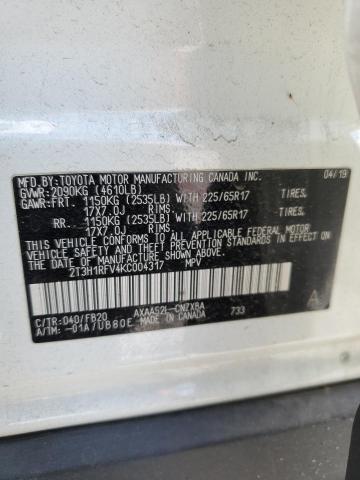 MFD.BY:TOYOTA MOTOR MANUFACTURING CANADA INC. 04/19
GVWR:2090KG (4610LB)
GAWR:FRT. 1150KG (2535LB) WITH 225/65R17 TIRES.
17X7.0J RIMS.
RR. 1150KG (2535LB) WITH 225/65R17 TIRES.
17X7.0J RIMS.
THIS VEHICLE CONFORMS TO ALL APPLICABLE FEDERAL MOTOR
VEHICLE SAFETY, BUMPER, AND THEFT PREVENTION STANDARDS
IN EFFECT ON THE DATE OF MANUFACTURE SHOWN ABOVE.
2T3H1RFV4KC004317 MPV
C/TR:040/FB20 AXAA52L-CNZXBA 733
A/TM: -01A/UB80E MADE IN CANADA
A